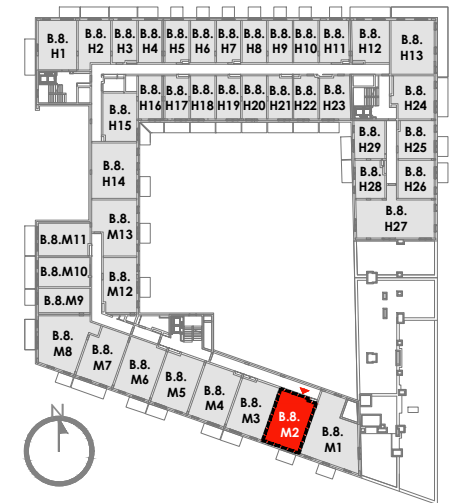 B.8.
H1
B.8.
H2
B.8.
H3
B.8.
H4
B.8.
H5
B.8.
H6
B.8.
H7
B.8.
H8
B.8.
H9
B.8.
H10
B.8.
H11
B.8.
H12
B.8.
H13
B.8.
H15
B.8.
H16
B.8.
H17
B.8.
H18
B.8.
H19
B.8.
H20
B.8.
H21
B.8.
H22
B.8.
H23
B.8.
H24
B.8.
H29
B.8.
H25
B.8.
H14
B.8.
H28
B.8.
H26
B.8.
H27
B.8.
M13
B.8.M11
B.8.M10
B.8.
M12
B.8.M9
B.8.
M8
B.8.
M7
B.8.
M6
B.8.
M5
B.8.
M4
B.8.
M3
B.8.
M2
B.8.
M1
N